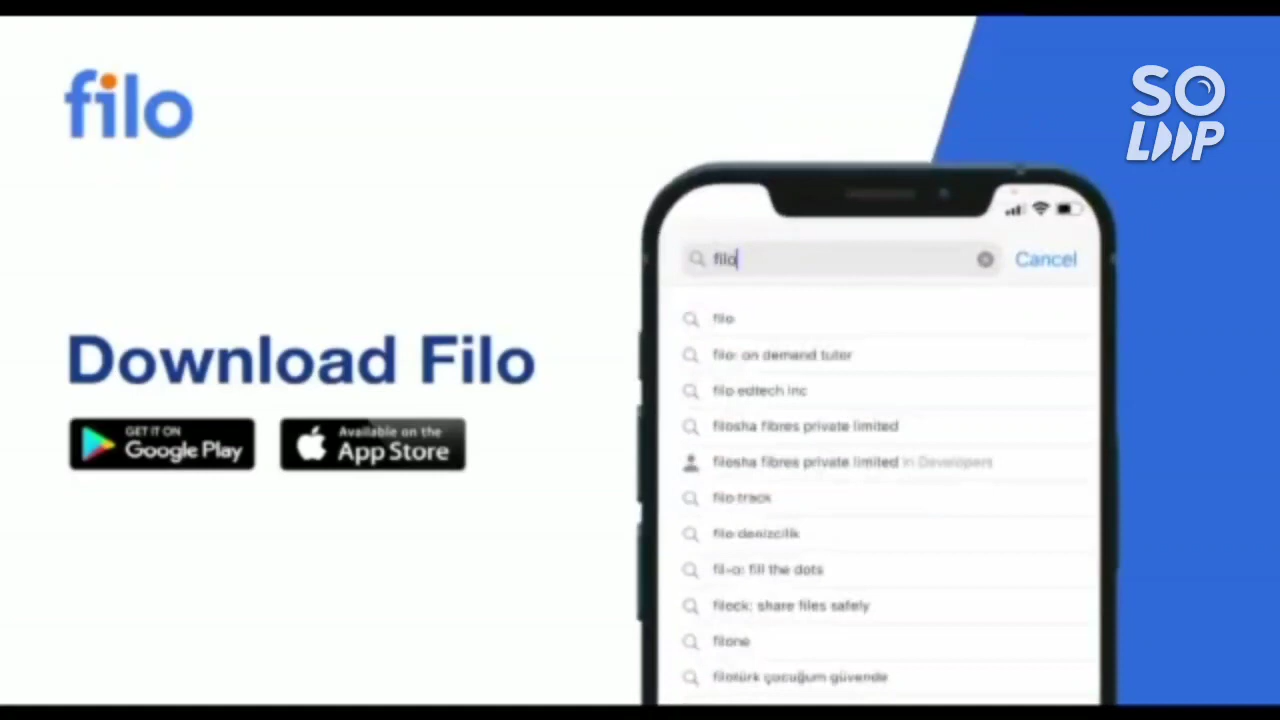 filo
SO
LOOP
filo
Cancel
filo
filo: on demand tutor
Download Filo
filo edtech inc
GET IT ON
Google Play
Available on the
App Store
filosha fibres private limited
filosha fibres private limited in Developers
filo track
filo denizcilik
fil-o: fill the dots
filock: share files safely
filone
filotürk çocuğum güvende